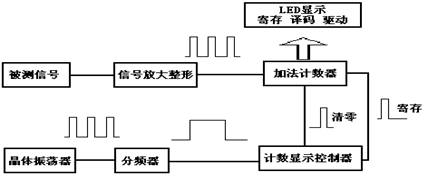 LED显示
寄存 译码 驱动
被测信号
信号放大整形
加法计数器
清零
寄存
晶体振荡器
分频器
计数显示控制器